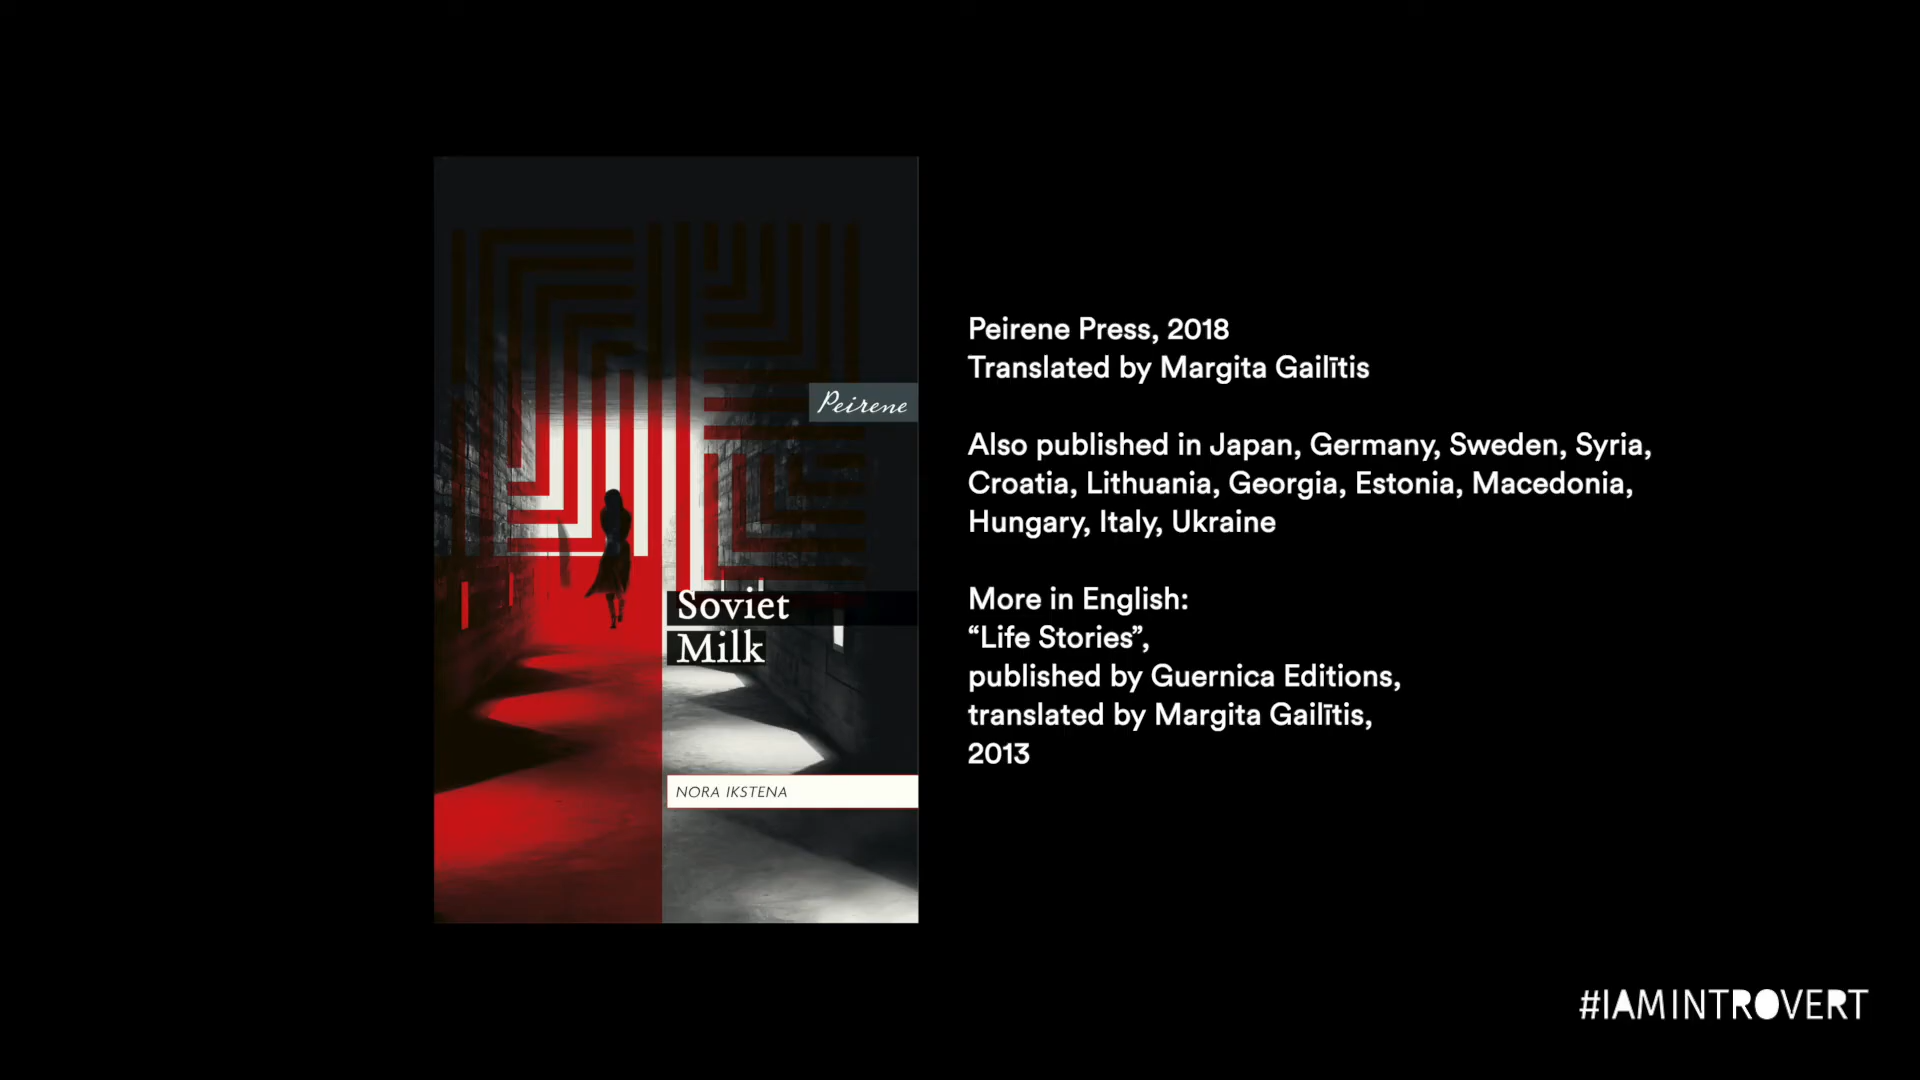 Peirene
Soviet
Milk
NORA IKSTENA
Peirene Press, 2018
Translated by Margita Gailītis
Also published in Japan, Germany, Sweden, Syria,
Croatia, Lithuania, Georgia, Estonia, Macedonia,
Hungary, Italy, Ukraine
More in English:
“Life Stories”,
published by Guernica Editions,
translated by Margita Gailītis,
2013
#IAMINTROVERT